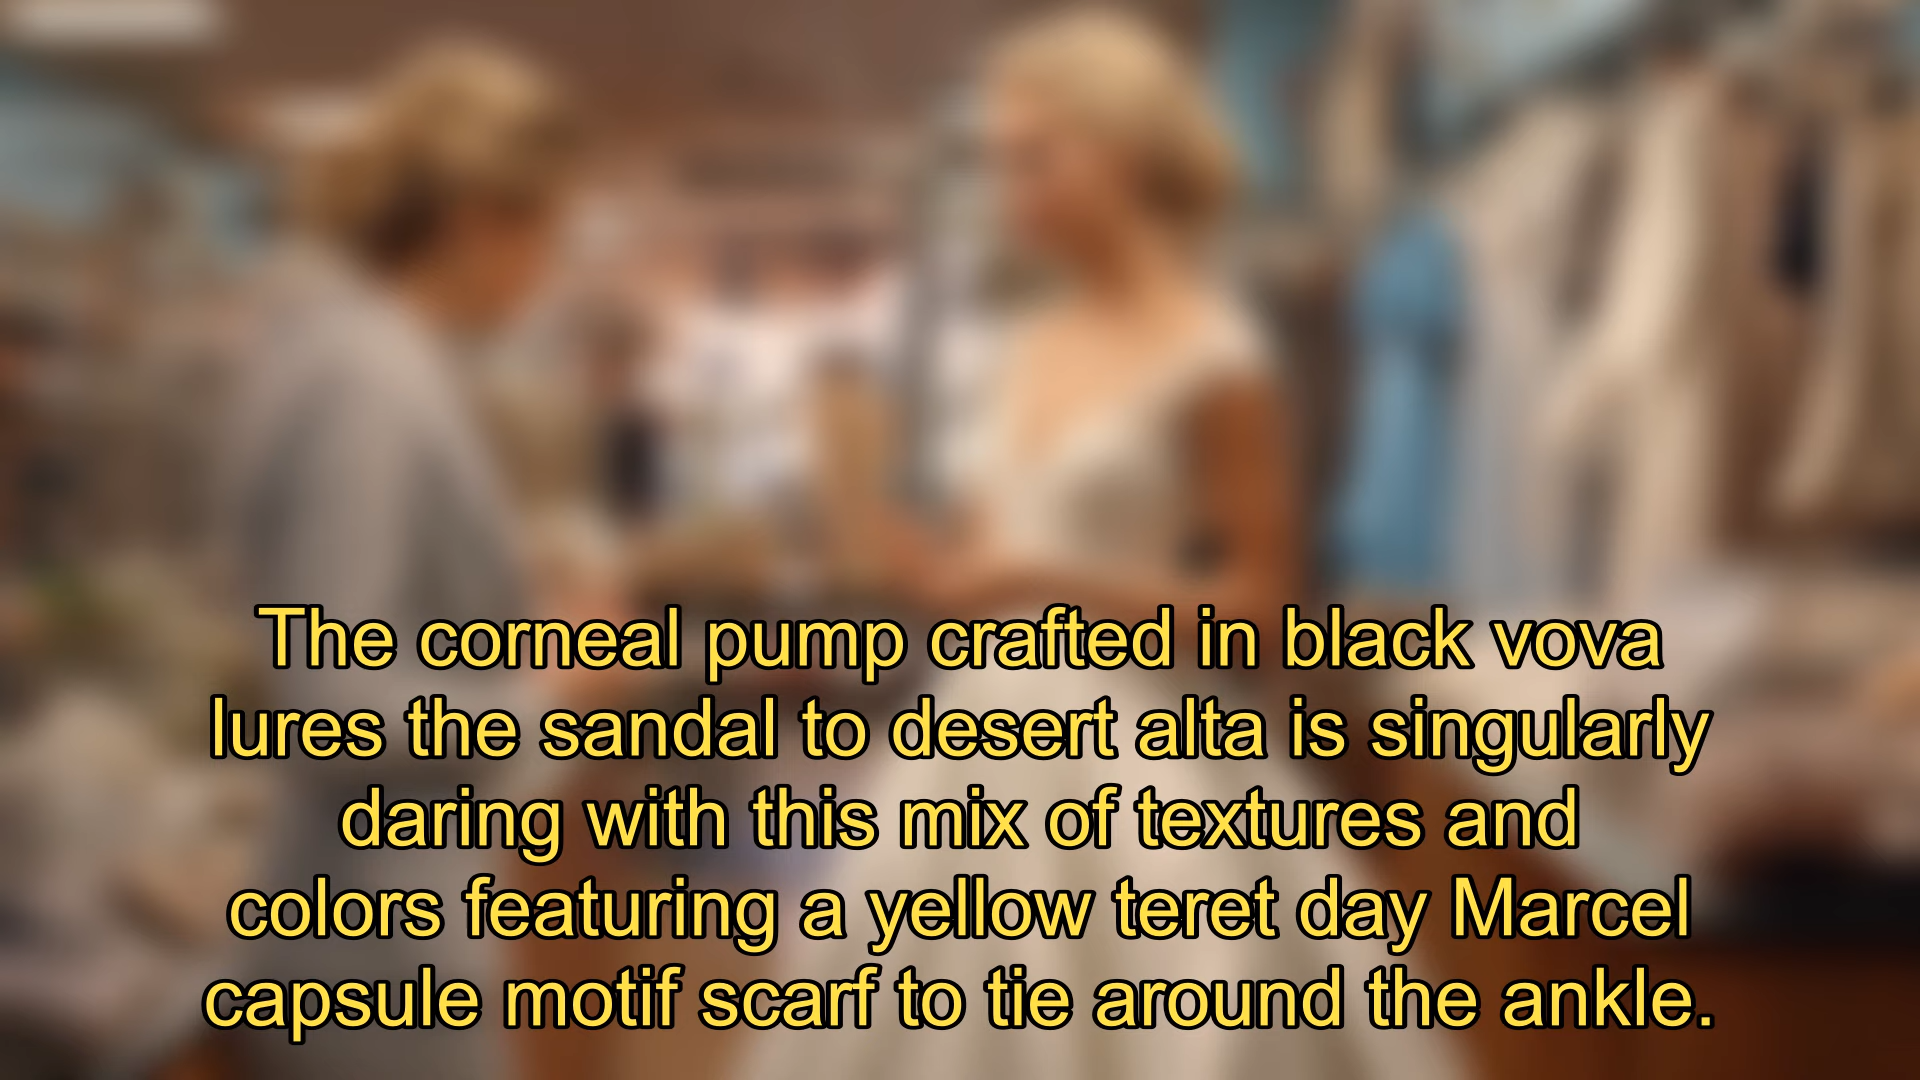 The corneal pump crafted in black vova
lures the sandal to desert alta is singularly
daring with this mix of textures and
colors featuring a yellow teret day Marcel
capsule motif scarf to tie around the ankle.